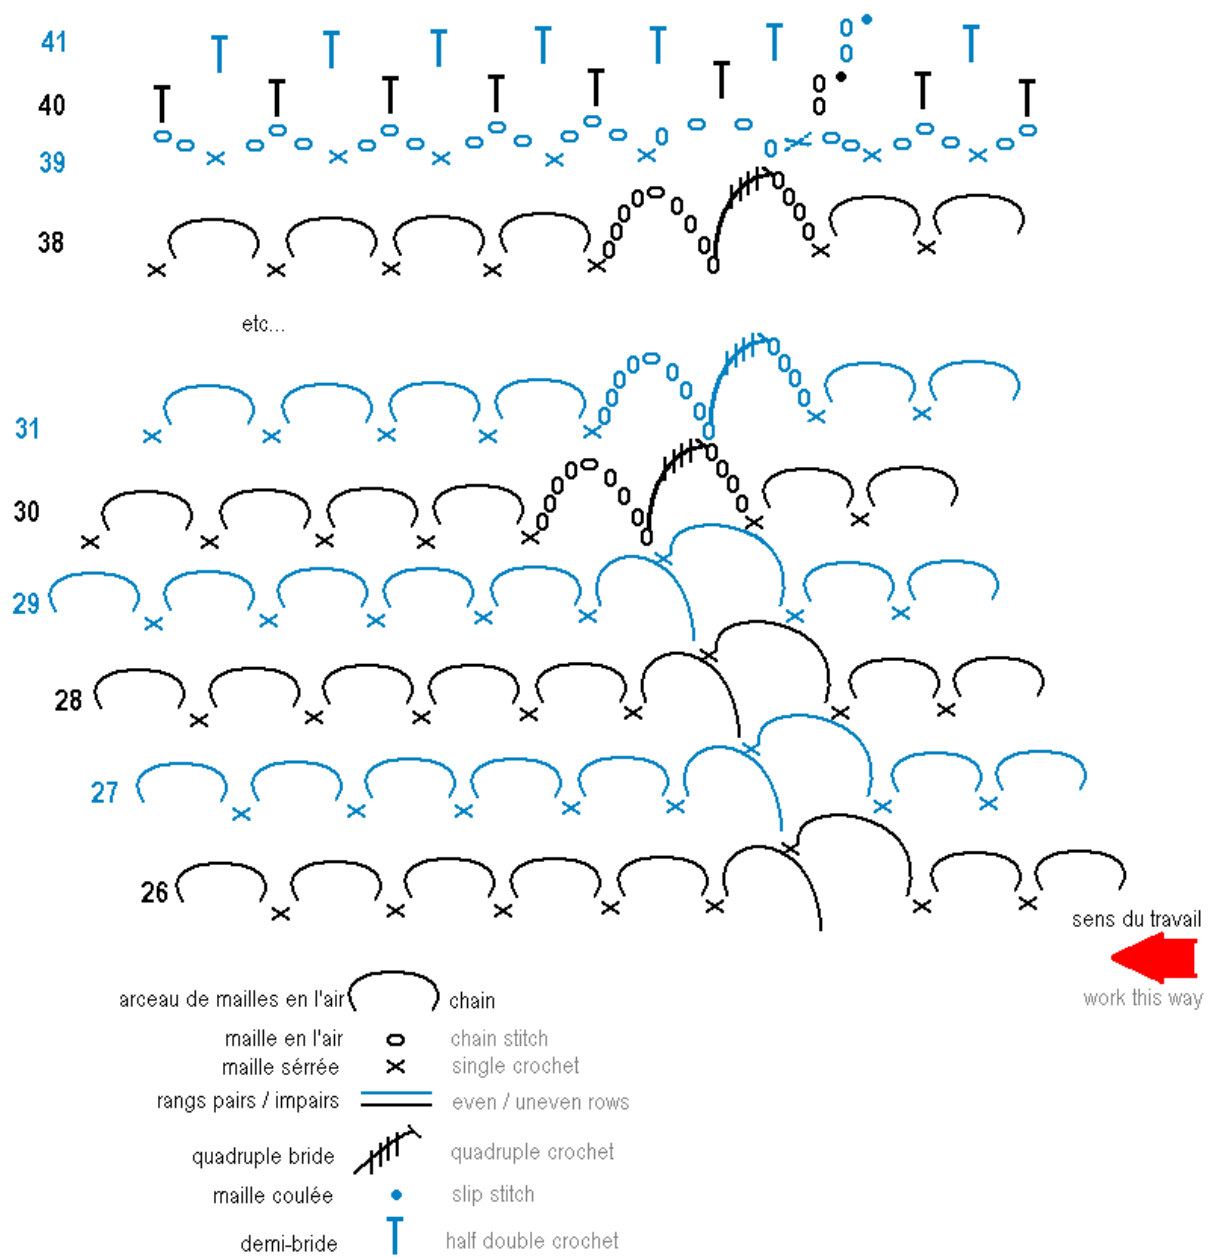 41
40
39
38
etc...
31
30
29
28
27
26
sens du travail
work this way
arceau de mailles en l'air chain
maille en l'air chain stitch
maille sérrée single crochet
rangs pairs / impairs even / uneven rows
quadruple bride quadruple crochet
maille coulée slip stitch
demi-bride half double crochet